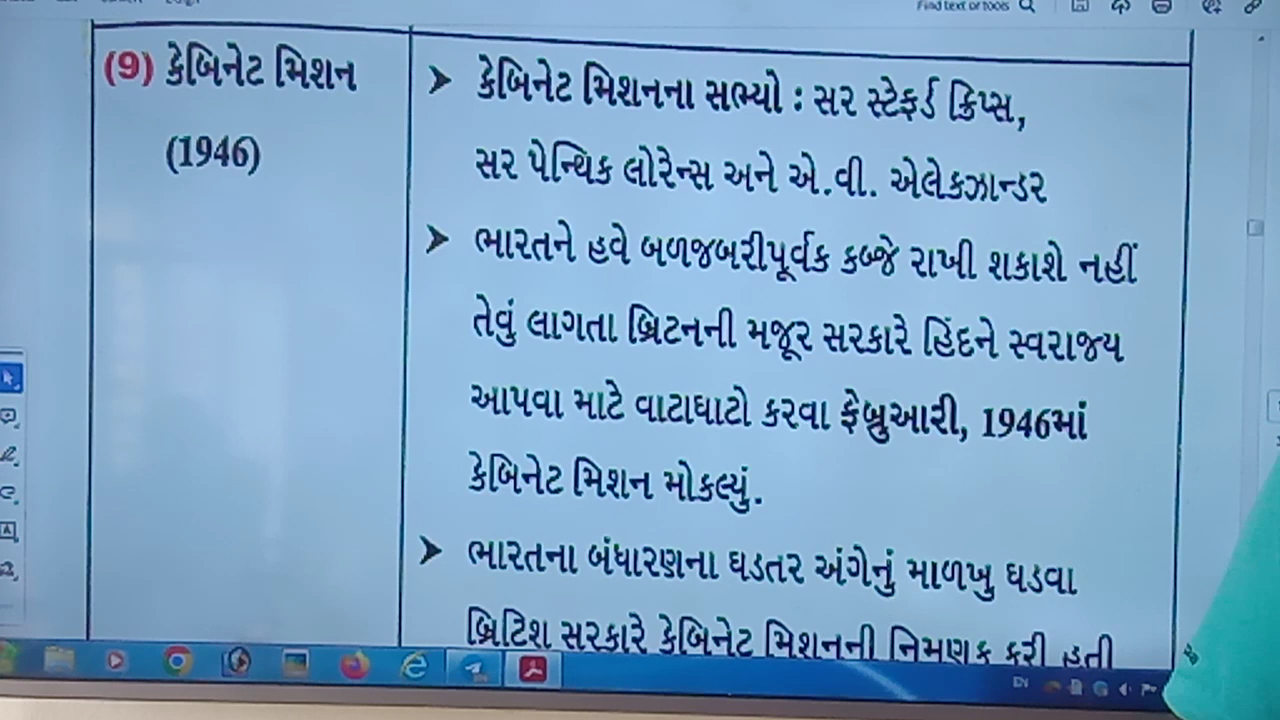 Find text or tools
(9) કેબિનેટ મિશન
(1946)
➤ કેબિનેટ મિશનના સભ્યો : સર સ્ટેફર્ડ ક્રિપ્સ,
સર પેન્થિક લોરેન્સ અને એ.વી. એલેકઝાન્ડર
➤ ભારતને હવે બળજબરીપૂર્વક કબ્જે રાખી શકાશે નહીં
તેવું લાગતા બ્રિટનની મજૂર સરકારે હિંદને સ્વરાજ્ય
આપવા માટે વાટાઘાટો કરવા ફેબ્રુઆરી, 1946માં
કેબિનેટ મિશન મોકલ્યું.
➤ ભારતના બંધારણના ઘડતર અંગેનું માળખુ ઘડવા
બ્રિટિશ સરકારે કેબિનેટ મિશનની નિમણૂક કરી હતી
EN